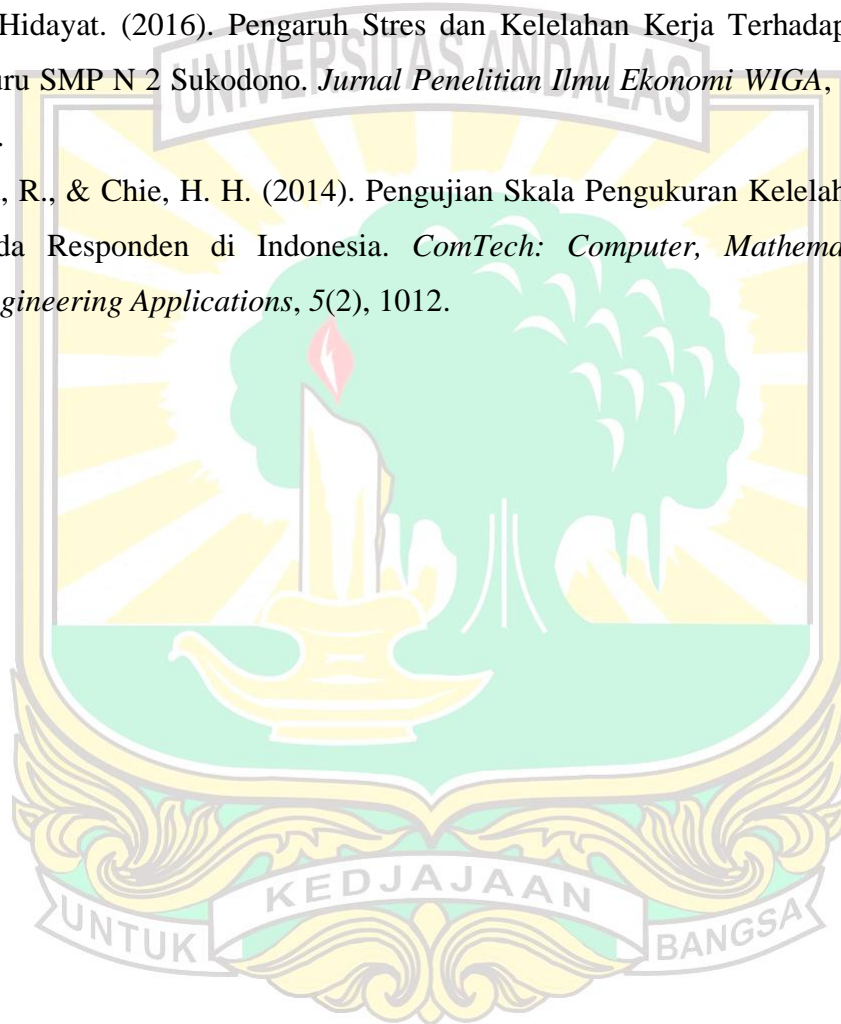 Hidayat. (2016). Pengaruh Stres dan Kelelahan Kerja Terhadap
uru SMP N 2 Sukodono. Jurnal Penelitian Ilmu Ekonomi WIGA,
.
., R., & Chie, H. H. (2014). Pengujian Skala Pengukuran Kelelah
da Responden di Indonesia. ComTech: Computer, Mathema
gineering Applications, 5(2), 1012.
UNIVERSITAS ANDALAS
KEDJAJAAN
UNTUK
BANGSA